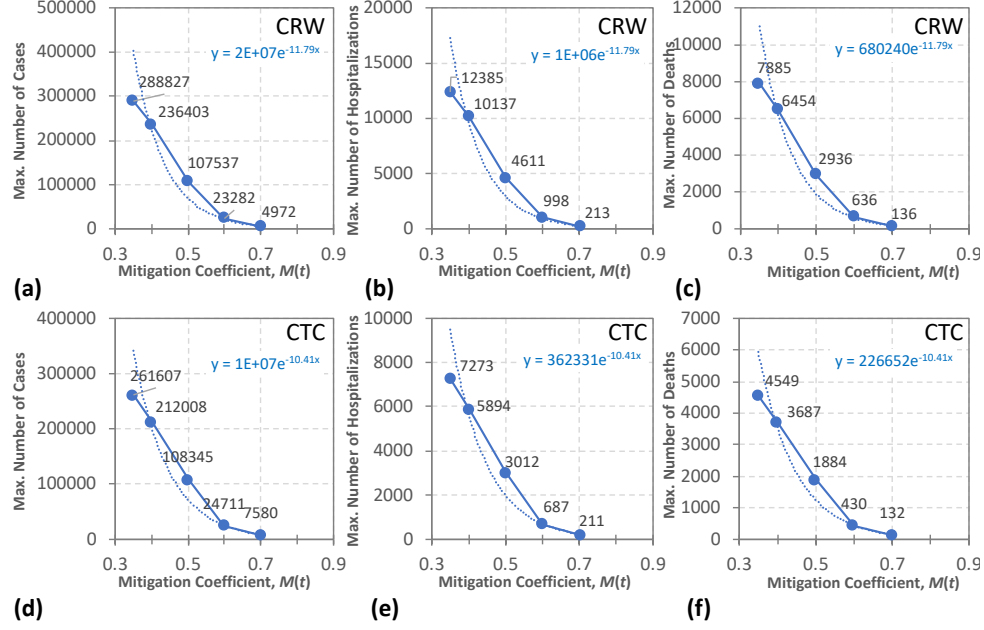 CRW
y = 2E+07e^-11.79x
Max. Number of Cases
500000
400000
300000
200000
100000
0
288827
236403
107537
23282
4972
0.3 0.5 0.7 0.9
Mitigation Coefficient, M(t)
(a)
CRW
y = 1E+06e^-11.79x
Max. Number of Hospitalizations
20000
15000
10000
5000
0
12385
10137
4611
998
213
0.3 0.5 0.7 0.9
Mitigation Coefficient, M(t)
(b)
CRW
y = 680240e^-11.79x
Max. Number of Deaths
12000
10000
8000
6000
4000
2000
0
7885
6454
2936
636
136
0.3 0.5 0.7 0.9
Mitigation Coefficient, M(t)
(c)
CTC
y = 1E+07e^-10.41x
Max. Number of Cases
400000
300000
200000
100000
0
261607
212008
108345
24711
7580
0.3 0.5 0.7 0.9
Mitigation Coefficient, M(t)
(d)
CTC
y = 362331e^-10.41x
Max. Number of Hospitalizations
10000
8000
6000
4000
2000
0
7273
5894
3012
687
211
0.3 0.5 0.7 0.9
Mitigation Coefficient, M(t)
(e)
CTC
y = 226652e^-10.41x
Max. Number of Deaths
7000
6000
5000
4000
3000
2000
1000
0
4549
3687
1884
430
132
0.3 0.5 0.7 0.9
Mitigation Coefficient, M(t)
(f)